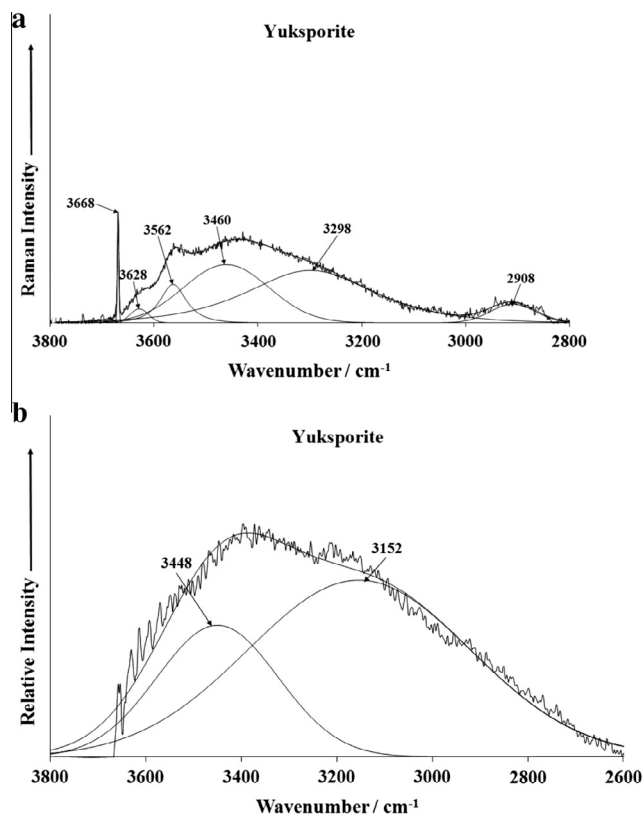 a
Yuksporite
Raman Intensity
3668
3628
3562
3460
3298
2908
3800 3600 3400 3200 3000 2800
Wavenumber / cm-1
b
Yuksporite
Relative Intensity
3448
3152
3800 3600 3400 3200 3000 2800 2600
Wavenumber / cm-1